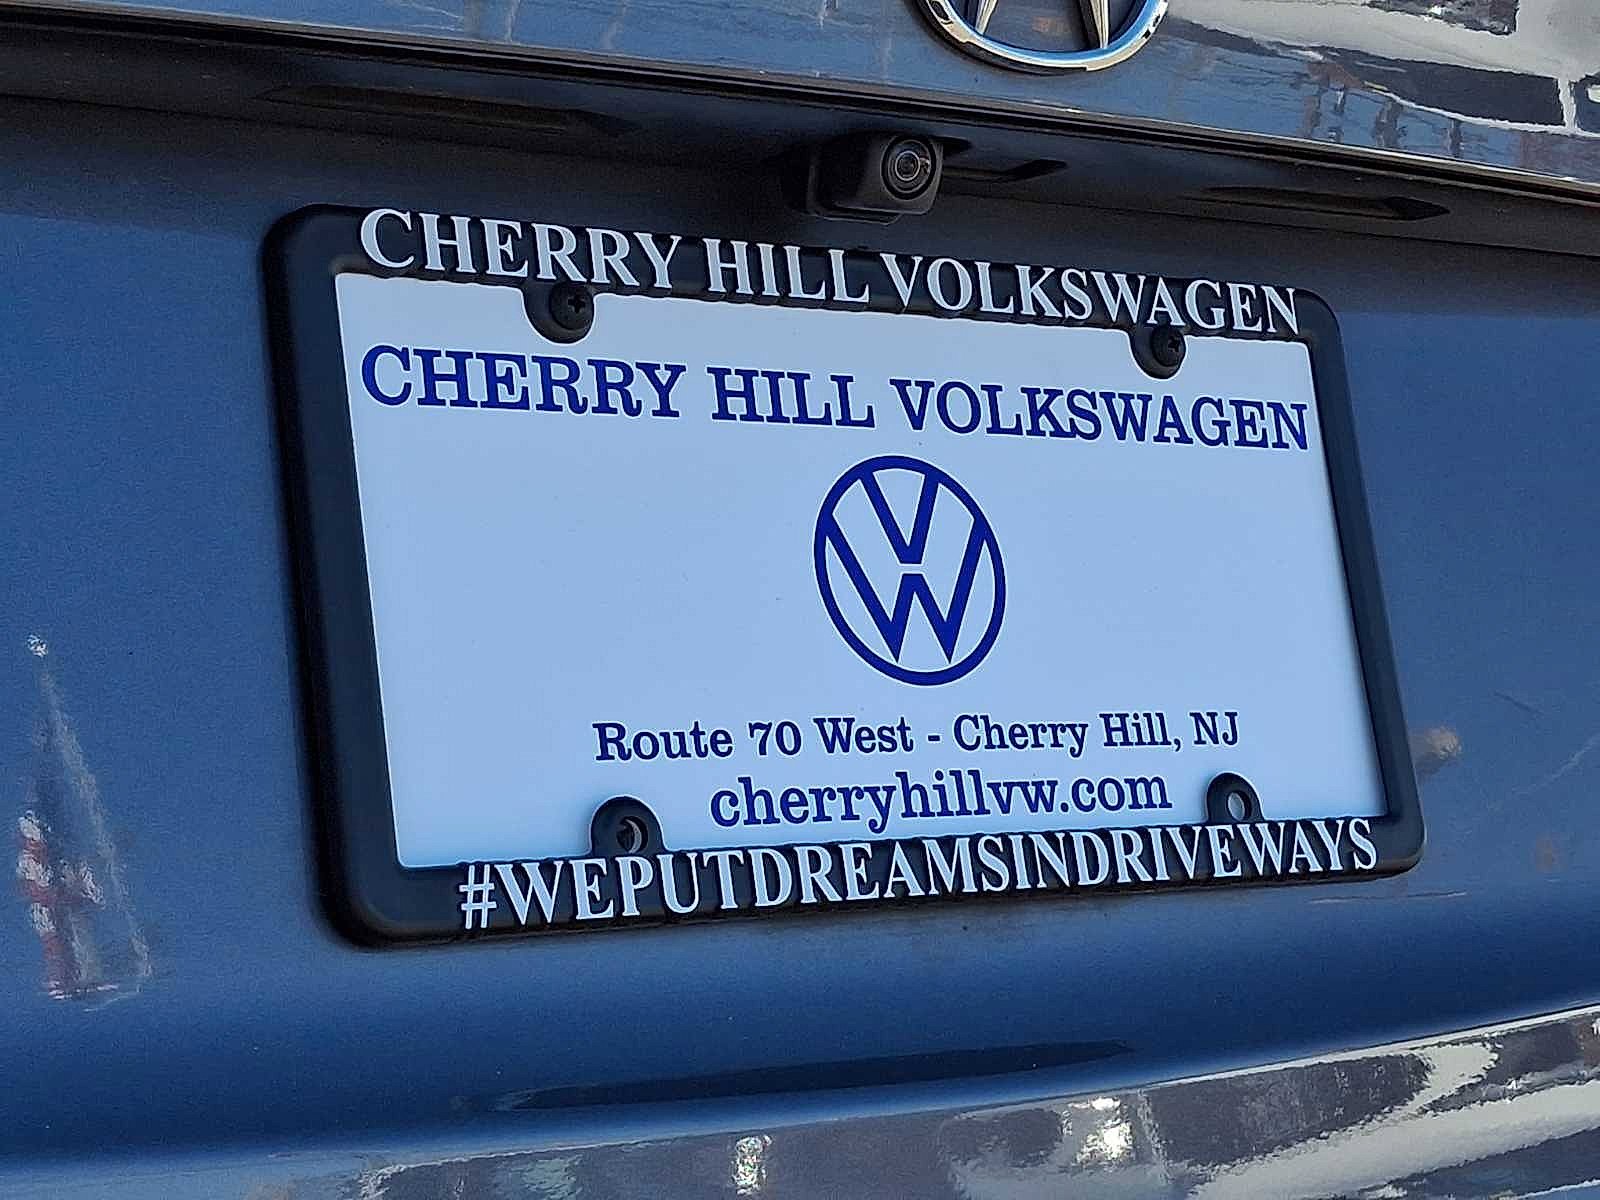 CHERRY HILL VOLKSWAGEN
CHERRY HILL VOLKSWAGEN
Route 70 West - Cherry Hill, NJ
cherryhillvw.com
#WEPUTDREAMSINDRIVEWAYS